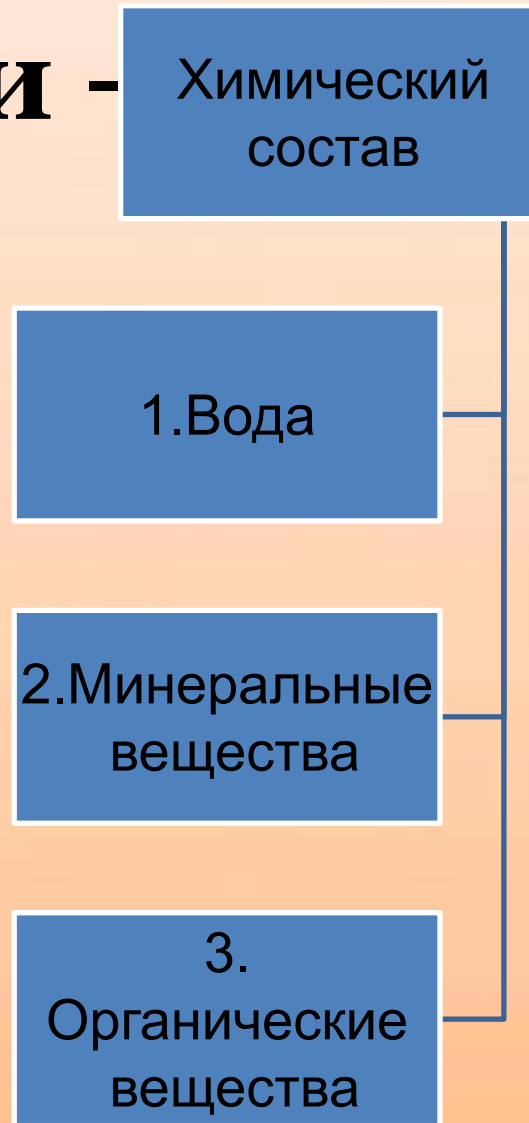 и -
Химический
состав
1.Вода
2.Минеральные
вещества
3.
Органические
вещества